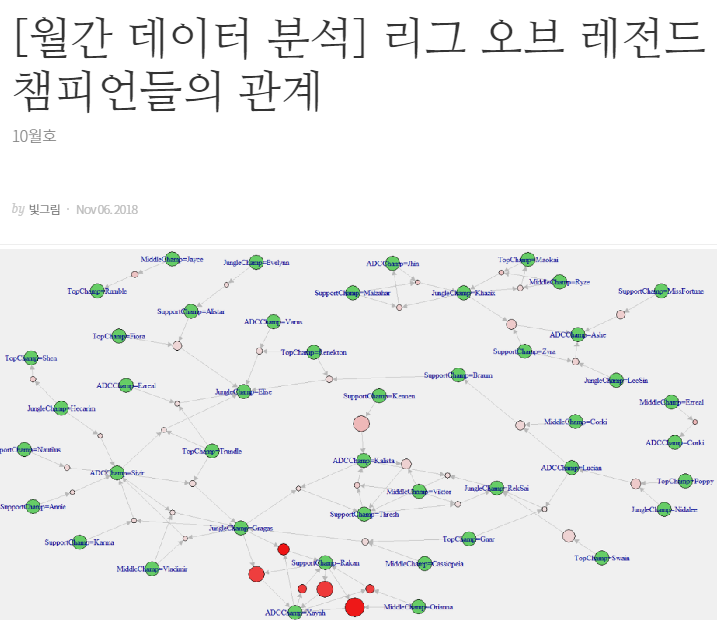 [월간 데이터 분석] 리그 오브 레전드
챔피언들의 관계
10월호
by 빛그림 · Nov 06. 2018
MiddleChamp=Jayce
JungleChamp=Evelynn
ADCChamp=Jhin
TopChamp=Maokai
TopChamp=Rumble
SupportChamp=Malzahar
JungleChamp=Khazix
MiddleChamp=Ryze
SupportChamp=MissFortune
SupportChamp=Alistar
ADCChamp=Varus
TopChamp=Fiora
ADCChamp=Ashe
TopChamp=Shen
TopChamp=Renekton
SupportChamp=Zyra
ADCChamp=Ezreal
JungleChamp=Elise
SupportChamp=Braum
JungleChamp=LeeSin
SupportChamp=Kennen
JungleChamp=Hecarim
MiddleChamp=Ezreal
MiddleChamp=Corki
ADCChamp=Corki
portChamp=Nautilus
TopChamp=Trundle
ADCChamp=Sivir
ADCChamp=Kalista
ADCChamp=Lucian
TopChamp=Poppy
MiddleChamp=Viktor
JungleChamp=RekSai
SupportChamp=Annie
SupportChamp=Thresh
JungleChamp=Nidalee
JungleChamp=Gragas
SupportChamp=Karma
TopChamp=Gnar
TopChamp=Swain
MiddleChamp=Vladimir
SupportChamp=Rakan
MiddleChamp=Cassiopeia
ADCChamp=Xayah
MiddleChamp=Orianna